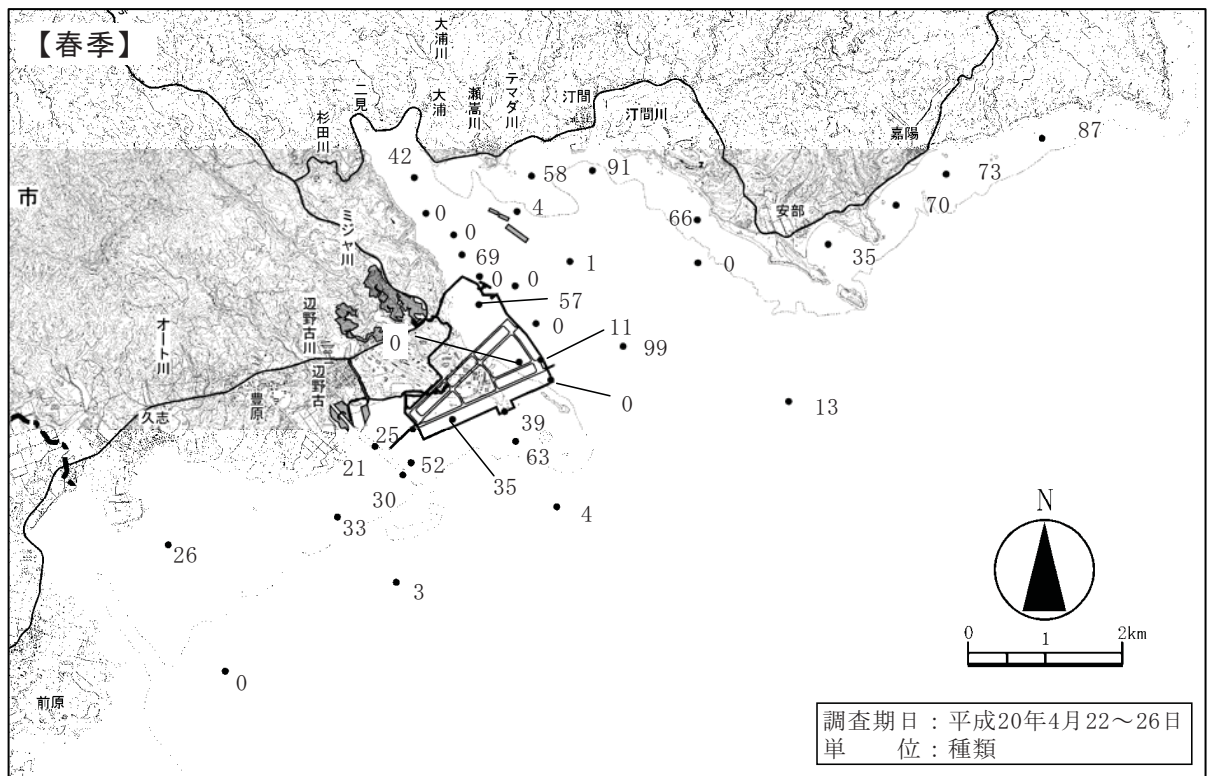 【春季】
大浦川
二見
大浦
瀬嵩川
テマダ川
汀間
汀間川
杉田川
嘉陽
87
42
58
91
73
市
4
70
0
66
安部
ミジャ川
0
35
69
1
0
0
0
57
辺野古川
0
11
オートバ川
0
99
辺野古
豊原
0
13
久志
39
25
63
21
52
35
30
4
33
N
26
3
0 1 2km
0
前原
調査期日：平成20年4月22～26日
単　　位：種類